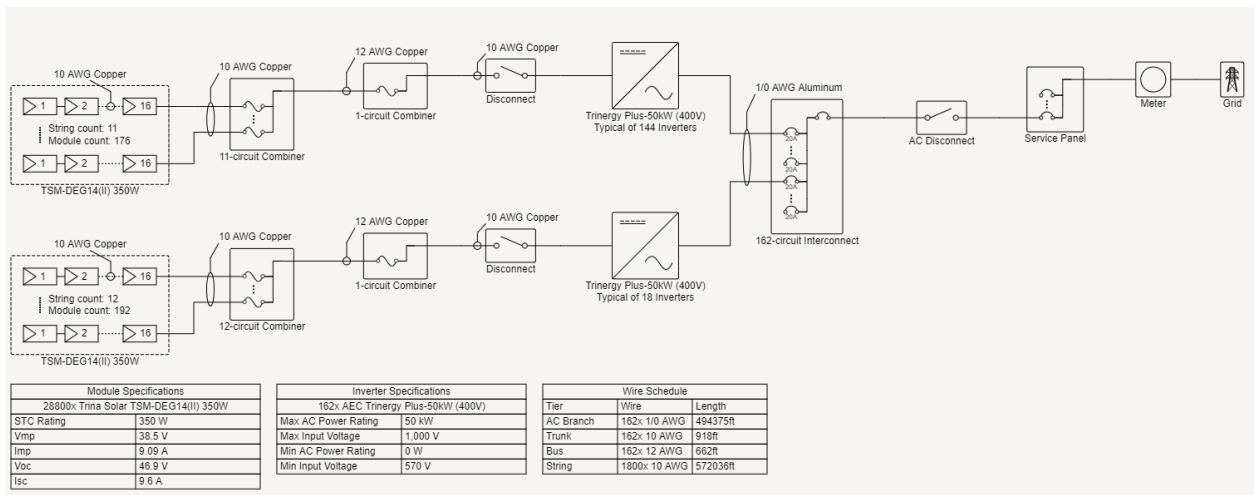 10 AWG Copper
1
2
16
String count: 11
Module count: 176
1
2
16
TSM-DEG14(II) 350W
10 AWG Copper
11-circuit Combiner
12 AWG Copper
1-circuit Combiner
10 AWG Copper
Disconnect
Trinergy Plus-50kW (400V)
Typical of 144 Inverters
1/0 AWG Aluminum
20A
20A
20A
20A
162-circuit Interconnect
AC Disconnect
Service Panel
Meter
Grid
10 AWG Copper
1
2
16
String count: 12
Module count: 192
1
2
16
TSM-DEG14(II) 350W
10 AWG Copper
12-circuit Combiner
12 AWG Copper
1-circuit Combiner
10 AWG Copper
Disconnect
Trinergy Plus-50kW (400V)
Typical of 18 Inverters
Module Specifications
28800x Trina Solar TSM-DEG14(II) 350W
STC Rating 350 W
Vmp 38.5 V
Imp 9.09 A
Voc 46.9 V
Isc 9.6 A
Inverter Specifications
162x AEC Trinergy Plus-50kW (400V)
Max AC Power Rating 50 kW
Max Input Voltage 1,000 V
Min AC Power Rating 0 W
Min Input Voltage 570 V
Wire Schedule
Tier Wire Length
AC Branch 162x 1/0 AWG 494375ft
Trunk 162x 10 AWG 918ft
Bus 162x 12 AWG 662ft
String 1800x 10 AWG 572036ft